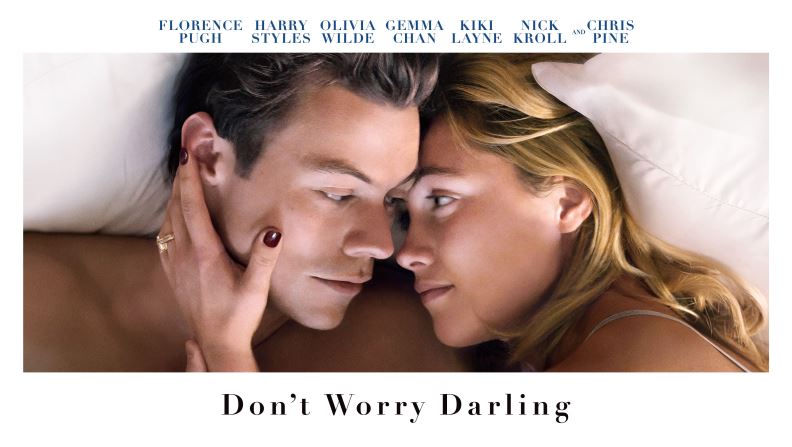 FLORENCE HARRY OLIVIA GEMMA KIKI NICK CHRIS
PUGH STYLES WILDE CHAN LAYNE KROLL AND PINE
Don't Worry Darling